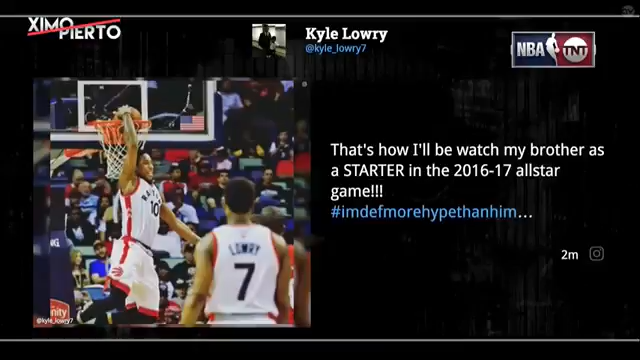 XIMO
PIERTO
Kyle Lowry
@kyle_lowry7
NBA
TNT
That's how I'll be watch my brother as
a STARTER in the 2016-17 allstar
game!!!
#imdefmorehypethanhim...
2m
10
LOWRY
7
@kyle_lowry7